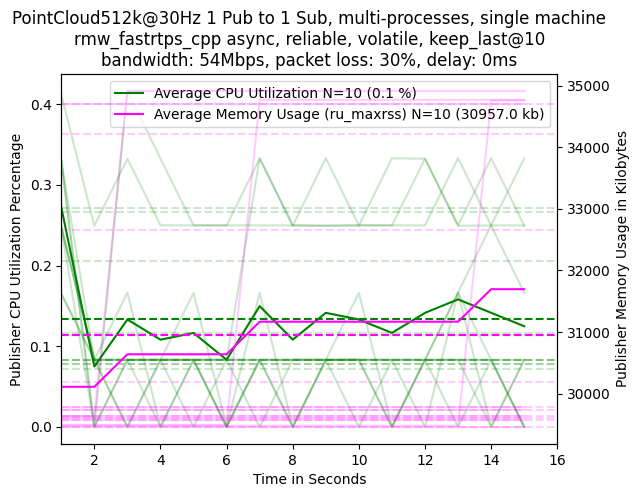 PointCloud512k@30Hz 1 Pub to 1 Sub, multi-processes, single machine
rmw_fastrtps_cpp async, reliable, volatile, keep_last@10
bandwidth: 54Mbps, packet loss: 30%, delay: 0ms
Average CPU Utilization N=10 (0.1 %)
Average Memory Usage (ru_maxrss) N=10 (30957.0 kb)
Publisher CPU Utilization Percentage
0.4
0.3
0.2
0.1
0.0
35000
34000
33000
32000
31000
30000
Publisher Memory Usage in Kilobytes
2 4 6 8 10 12 14 16
Time in Seconds